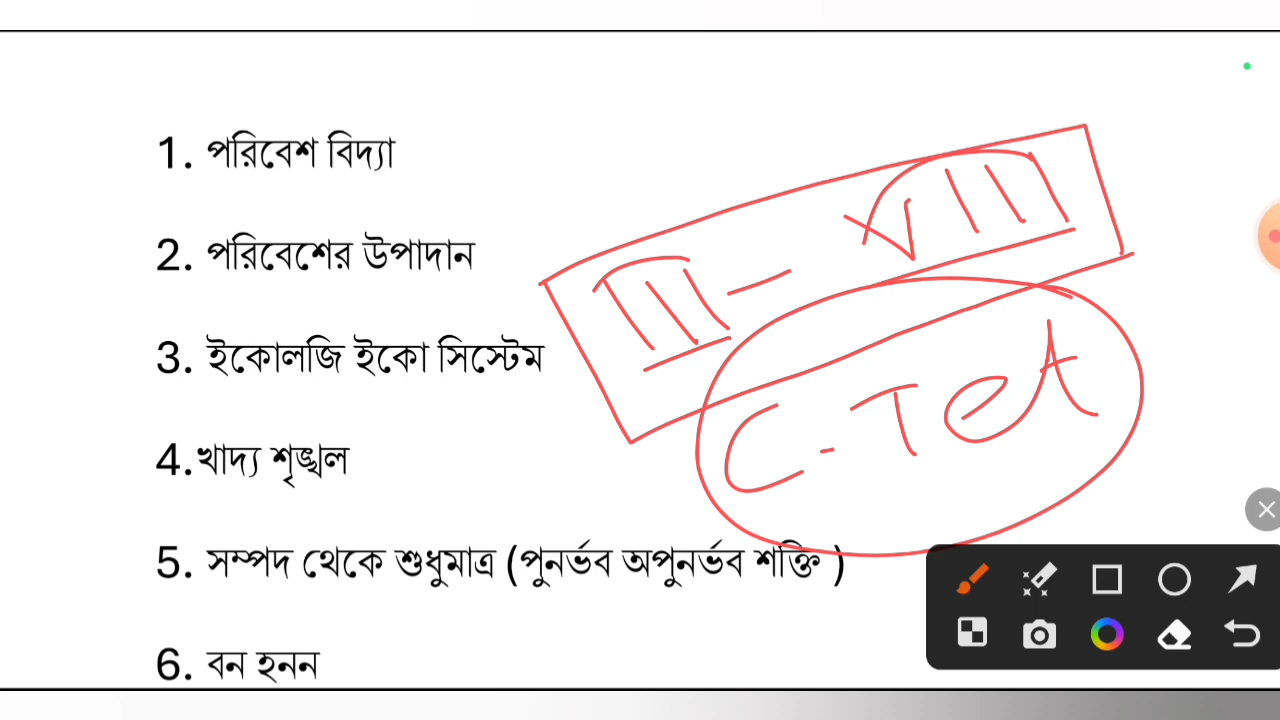 1. পরিবেশ বিদ্যা
2. পরিবেশের উপাদান
III - VIII
3. ইকোলজি ইকো সিস্টেম
C-Tet
4.খাদ্য শৃঙ্খল
5. সম্পদ থেকে শুধুমাত্র (পুনর্ভব অপুনর্ভব শক্তি )
6. বন হনন